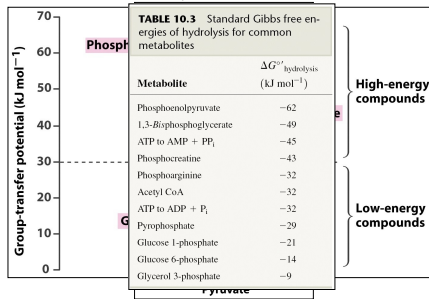 TABLE 10.3 Standard Gibbs free en-
ergies of hydrolysis for common
metabolites
ΔG°′hydrolysis
Metabolite (kJ mol−1)
Phosphoenolpyruvate −62
1,3-Bisphosphoglycerate −49
ATP to AMP + PPi −45
Phosphocreatine −43
Phosphoarginine −32
Acetyl CoA −32
ATP to ADP + Pi −32
Pyrophosphate −29
Glucose 1-phosphate −21
Glucose 6-phosphate −14
Glycerol 3-phosphate −9
Group-transfer potential (kJ mol−1)
70
60
50
40
30
20
10
0
Phosph
e
G
High-energy
compounds
Low-energy
compounds
Pyruvate